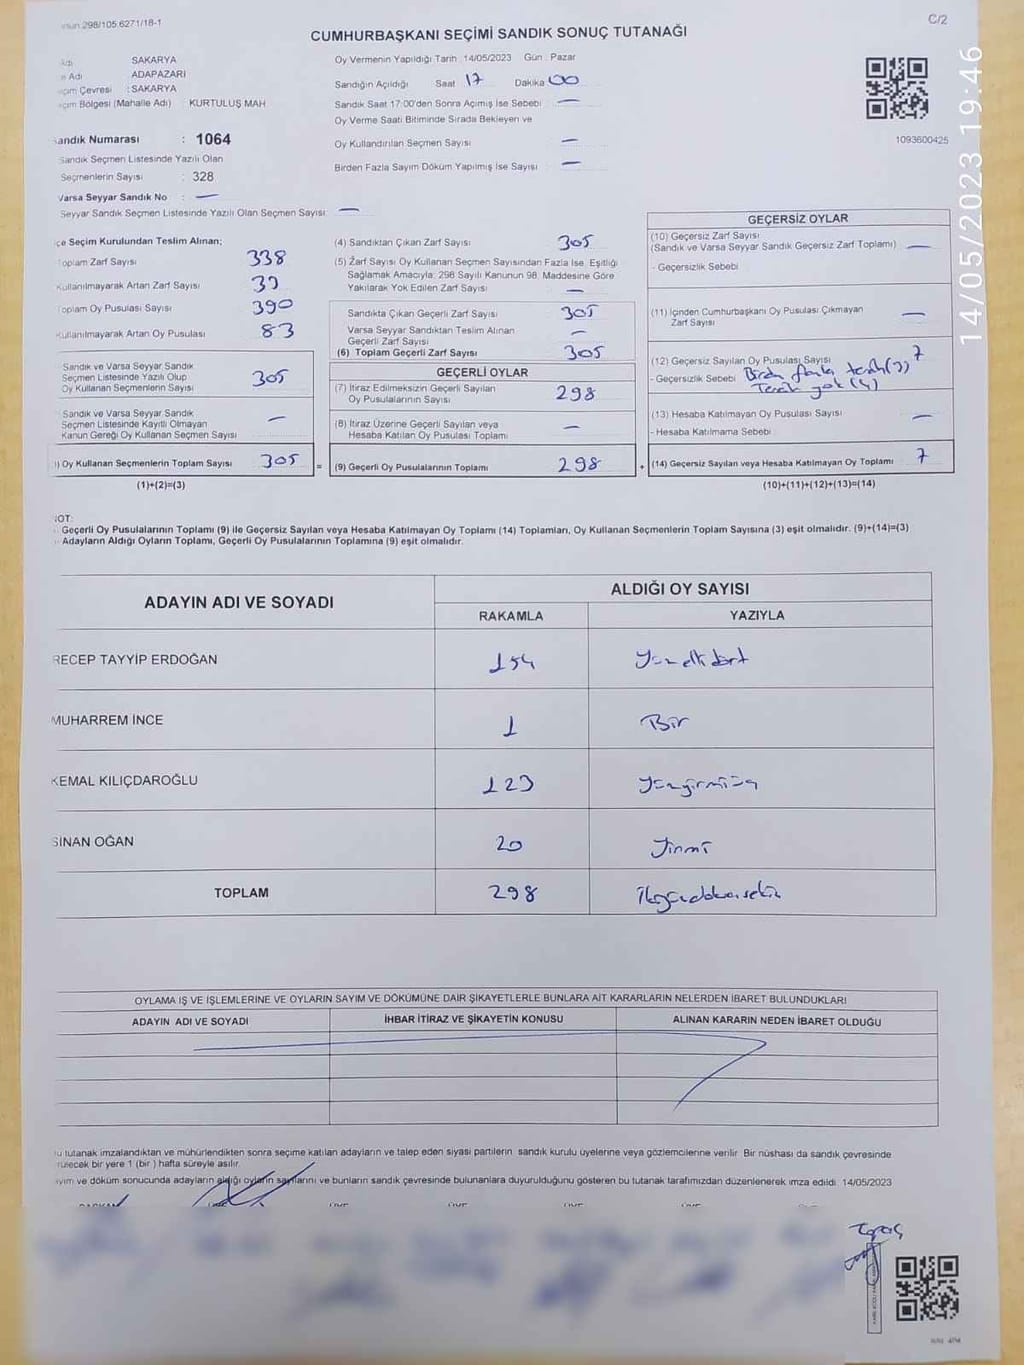 298/105.6271/18-1
C/2
CUMHURBAŞKANI SEÇİMİ SANDIK SONUÇ TUTANAĞI
SAKARYA
Adı ADAPAZARI
Çevresi : SAKARYA
Bölgesi (Mahalle Adı) KURTULUŞ MAH
Sandık Numarası : 1064
Sandık Seçmen Listesinde Yazılı Olan
Seçmenlerin Sayısı : 328
Varsa Seyyar Sandık No : —
Seyyar Sandık Seçmen Listesinde Yazılı Olan Seçmen Sayısı —
Oy Vermenin Yapıldığı Tarih : 14/05/2023 Gün : Pazar
Sandığın Açıldığı Saat 17 Dakika 00
Sandık Saat 17:00'den Sonra Açımış İse Sebebi : —
Oy Verme Saati Bitiminde Sırada Bekleyen ve
Oy Kullandırılan Seçmen Sayısı —
Birden Fazla Sayım Döküm Yapılmış İse Sayısı : —
1093600425
14/05/2023 19:46
İlçe Seçim Kurulundan Teslim Alınan;
Toplam Zarf Sayısı 338
Kullanılmayarak Artan Zarf Sayısı 33
Toplam Oy Pusulası Sayısı 390
Kullanılmayarak Artan Oy Pusulası 83
Sandık ve Varsa Seyyar Sandık
Seçmen Listesinde Yazılı Olup
Oy Kullanan Seçmenlerin Sayısı 305
Sandık ve Varsa Seyyar Sandık
Seçmen Listesinde Kayıtlı Olmayan
Kanun Gereği Oy Kullanan Seçmen Sayısı —
Oy Kullanan Seçmenlerin Toplam Sayısı 305
(1)+(2)=(3)
(4) Sandıktan Çıkan Zarf Sayısı 305
(5) Zarf Sayısı Oy Kullanan Seçmen Sayısından Fazla İse, Eşitliği
Sağlamak Amacıyla; 298 Sayılı Kanunun 98. Maddesine Göre
Yakılarak Yok Edilen Zarf Sayısı —
Sandıkta Çıkan Geçerli Zarf Sayısı 305
Varsa Seyyar Sandıktan Teslim Alınan
Geçerli Zarf Sayısı —
(6) Toplam Geçerli Zarf Sayısı 305
GEÇERLİ OYLAR
(7) İtiraz Edilmeksizin Geçerli Sayılan
Oy Pusulalarının Sayısı 298
(8) İtiraz Üzerine Geçerli Sayılan veya
Hesaba Katılan Oy Pusulası Toplamı —
= (9) Geçerli Oy Pusulalarının Toplamı 298
GEÇERSİZ OYLAR
(10) Geçersiz Zarf Sayısı
(Sandık ve Varsa Seyyar Sandık Geçersiz Zarf Toplamı) —
- Geçersizlik Sebebi
(11) İçinden Cumhurbaşkanı Oy Pusulası Çıkmayan
Zarf Sayısı —
(12) Geçersiz Sayılan Oy Pusulası Sayısı 7
- Geçersizlik Sebebi Birden fazla tercih(3)
Tercih yok (4)
(13) Hesaba Katılmayan Oy Pusulası Sayısı —
- Hesaba Katılmama Sebebi
+ (14) Geçersiz Sayılan veya Hesaba Katılmayan Oy Toplamı 7
(10)+(11)+(12)+(13)=(14)
NOT:
Geçerli Oy Pusulalarının Toplamı (9) ile Geçersiz Sayılan veya Hesaba Katılmayan Oy Toplamı (14) Toplamları, Oy Kullanan Seçmenlerin Toplam Sayısına (3) eşit olmalıdır. (9)+(14)=(3)
Adayların Aldığı Oyların Toplamı, Geçerli Oy Pusulalarının Toplamına (9) eşit olmalıdır.
ADAYIN ADI VE SOYADI
ALDIĞI OY SAYISI
RAKAMLA YAZIYLA
RECEP TAYYİP ERDOĞAN 154 Yüzellidört
MUHARREM İNCE 1 Bir
KEMAL KILIÇDAROĞLU 123 Yüzyirmiüç
SİNAN OĞAN 20 Yirmi
TOPLAM 298 İkiyüzdoksansekiz
OYLAMA İŞ VE İŞLEMLERİNE VE OYLARIN SAYIM VE DÖKÜMÜNE DAİR ŞİKAYETLERLE BUNLARA AİT KARARLARIN NELERDEN İBARET BULUNDUKLARI
ADAYIN ADI VE SOYADI İHBAR İTİRAZ VE ŞİKAYETİN KONUSU ALINAN KARARIN NEDEN İBARET OLDUĞU
tutanak imzalandıktan ve mühürlendikten sonra seçime katılan adayların ve talep eden siyasi partilerin sandık kurulu üyelerine veya gözlemcilerine verilir. Bir nüshası da sandık çevresinde
bir yere 1 (bir) hafta süreyle asılır.
ve döküm sonucunda adayların aldığı oyların sayılarını ve bunların sandık çevresinde bulunanlara duyurulduğunu gösteren bu tutanak tarafımızdan düzenlenerek imza edildi. 14/05/2023